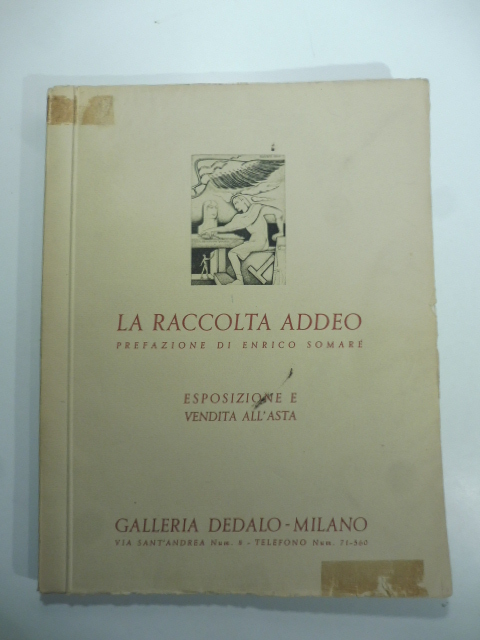 LA RACCOLTA ADDEO
PREFAZIONE DI ENRICO SOMARÉ
ESPOSIZIONE E
VENDITA ALL'ASTA
GALLERIA DEDALO - MILANO
VIA SANT'ANDREA Num. 8 - TELEFONO Num. 71-560